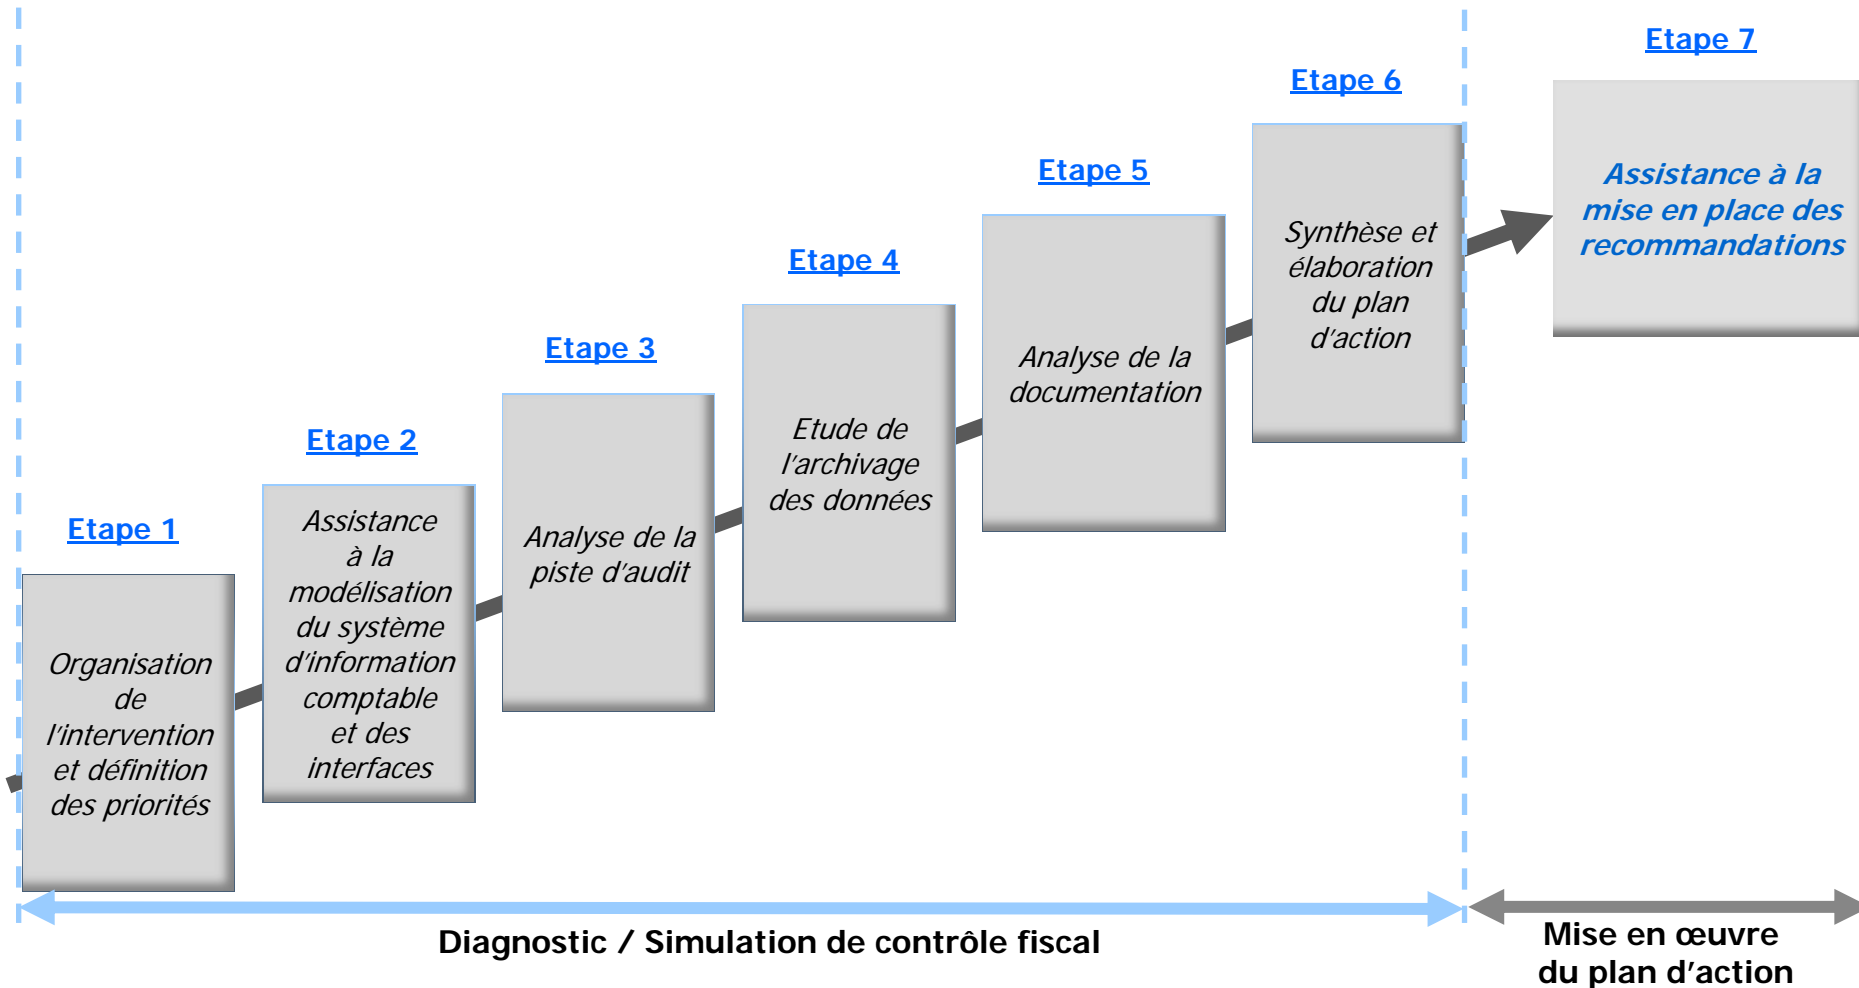 Etape 1
Organisation
de
l'intervention
et définition
des priorités
Etape 2
Assistance
à la
modélisation
du système
d'information
comptable
et des
interfaces
Etape 3
Analyse de la
piste d'audit
Etape 4
Etude de
l'archivage
des données
Etape 5
Analyse de la
documentation
Etape 6
Synthèse et
élaboration
du plan
d'action
Etape 7
Assistance à la
mise en place des
recommandations
Diagnostic / Simulation de contrôle fiscal
Mise en œuvre
du plan d'action